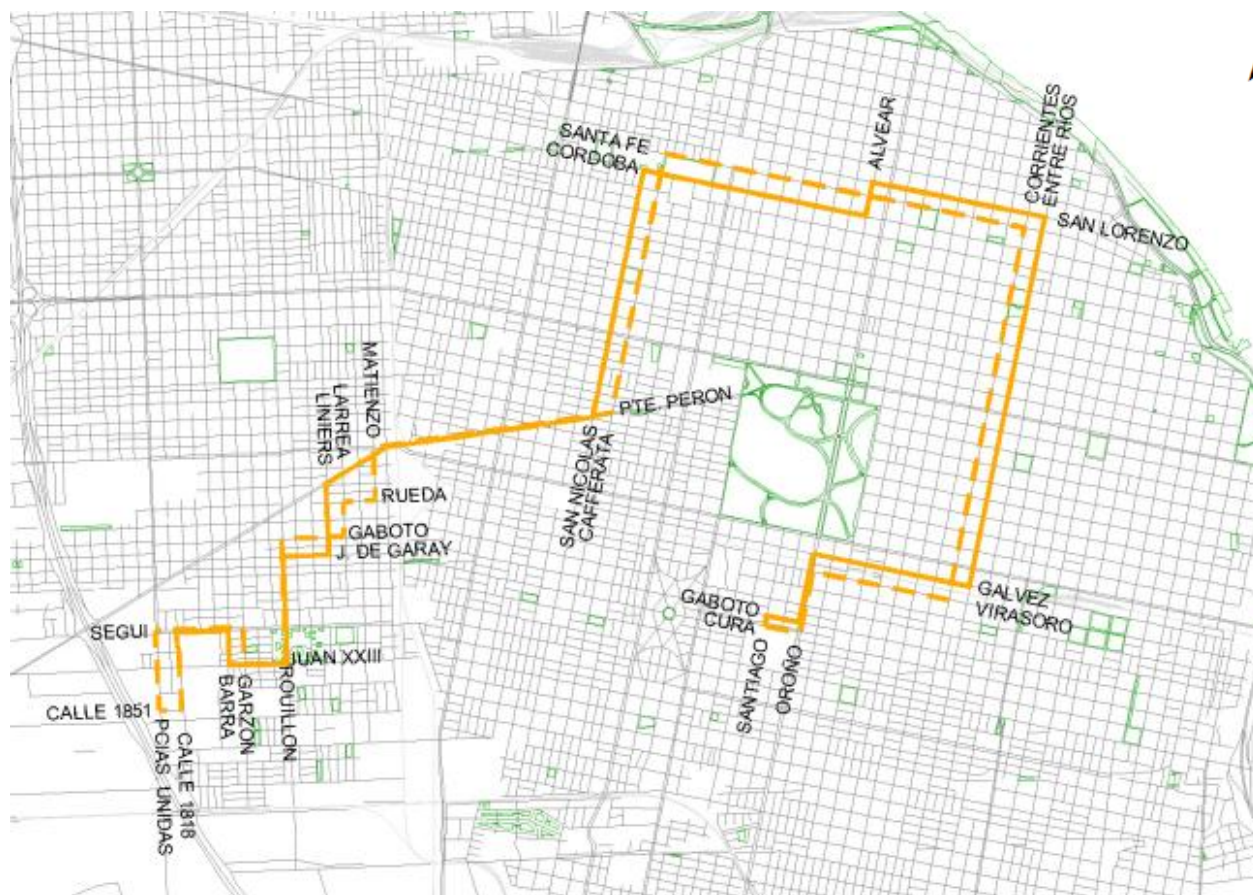 SANTA FE
CORDOBA
ALVEAR
CORRIENTES
ENTRE RIOS
SAN LORENZO
MATIENZO
LARREA
LINIERS
PTE. PERON
SAN NICOLAS
CAFFERATA
RUEDA
GABOTO
J. DE GARAY
GALVEZ
VIRASORO
GABOTO
CURA
SANTIAGO
OROÑO
SEGUI
JUAN XXIII
ROUILLON
GARZON
BARRA
CALLE 1851
CALLE 1818
PCIAS UNIDAS